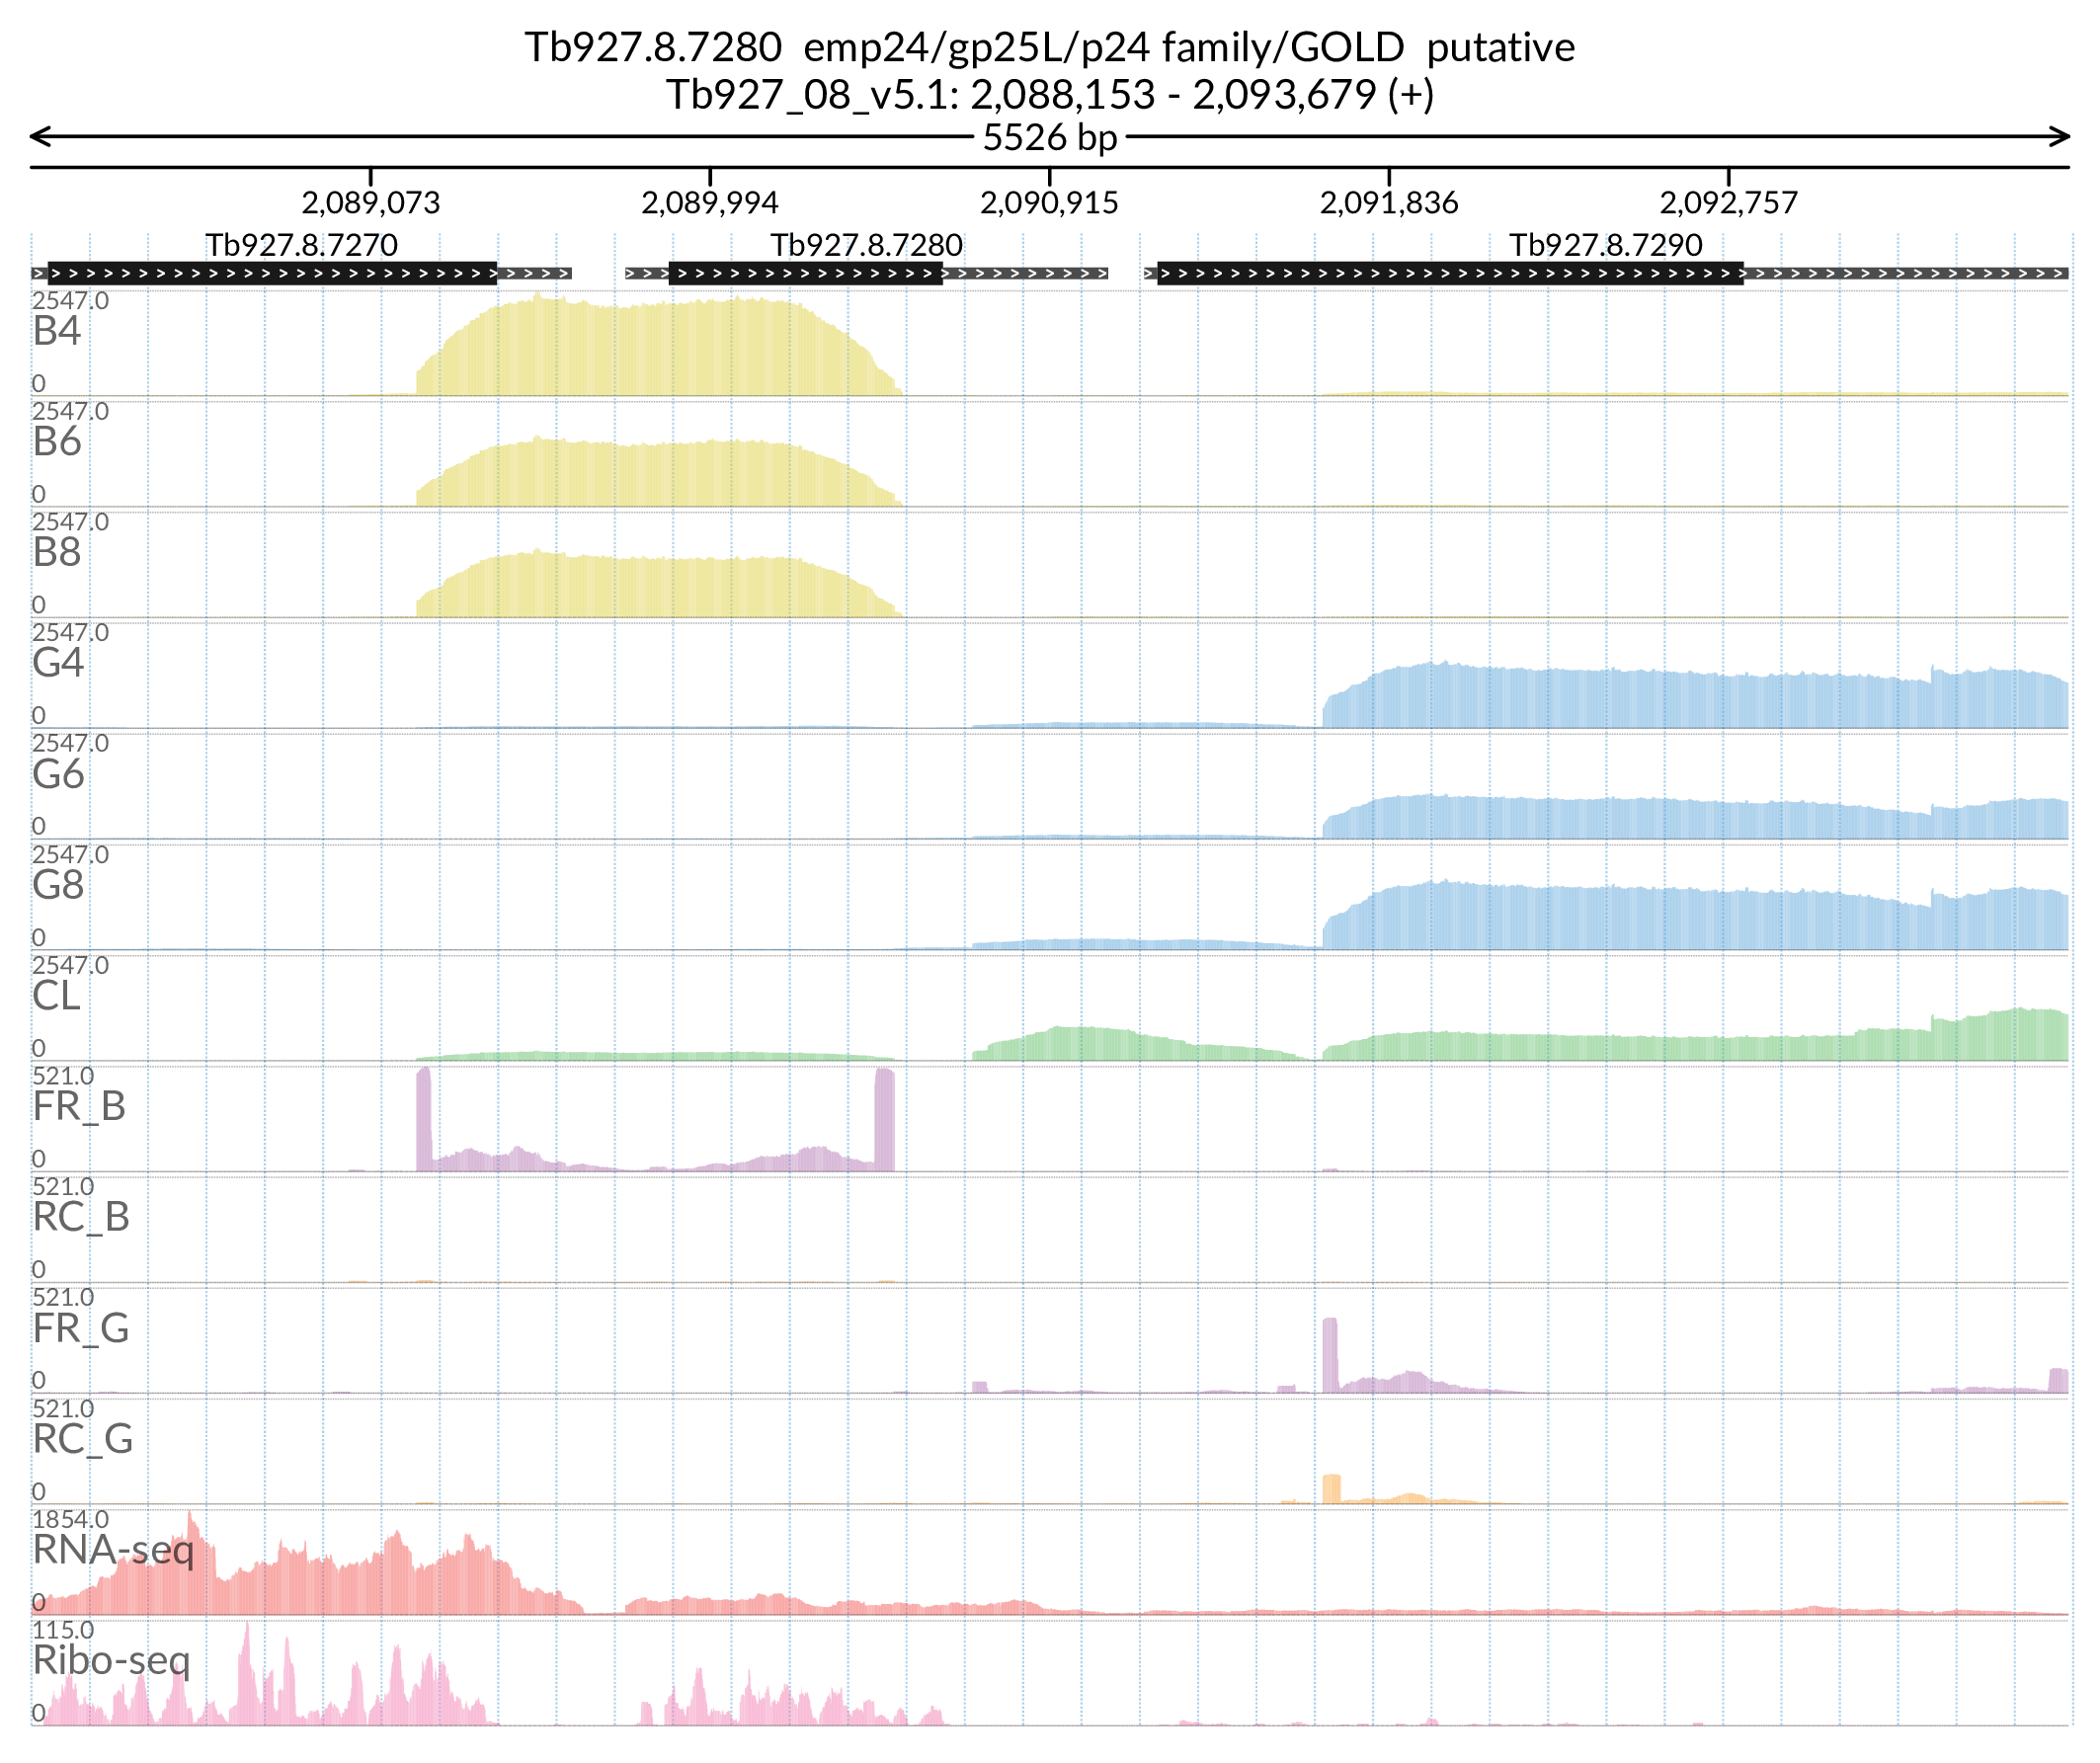 Tb927.8.7280  emp24/gp25L/p24 family/GOLD  putative
Tb927_08_v5.1: 2,088,153 - 2,093,679 (+)
5526 bp
2,089,073 2,089,994 2,090,915 2,091,836 2,092,757
Tb927.8.7270 Tb927.8.7280 Tb927.8.7290
2547.0
B4
0
2547.0
B6
0
2547.0
B8
0
2547.0
G4
0
2547.0
G6
0
2547.0
G8
0
2547.0
CL
0
521.0
FR_B
0
521.0
RC_B
0
521.0
FR_G
0
521.0
RC_G
0
1854.0
RNA-seq
0
115.0
Ribo-seq
0